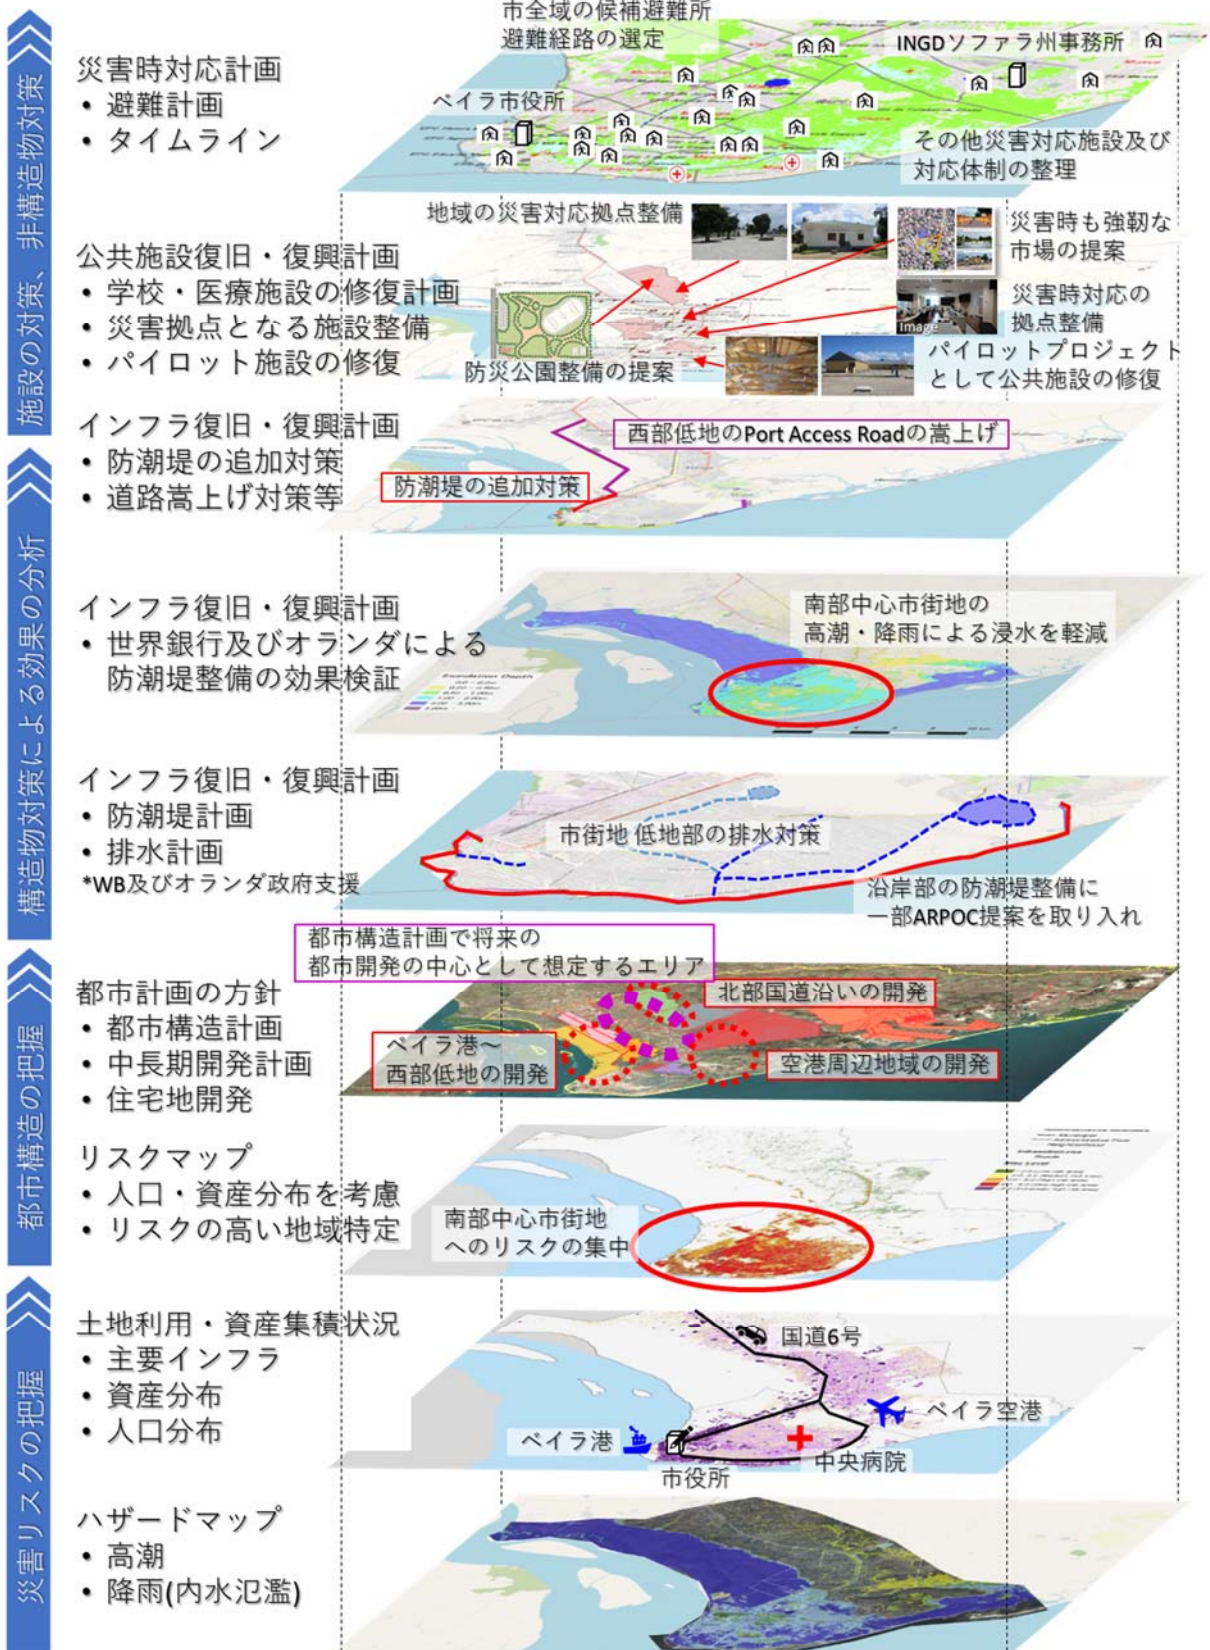 施設の対策、非構造物対策
災害時対応計画
• 避難計画
• タイムライン
市全域の候補避難所
避難経路の選定
INGDソファラ州事務所
ベイラ市役所
その他災害対応施設及び
対応体制の整理
公共施設復旧・復興計画
• 学校・医療施設の修復計画
• 災害拠点となる施設整備
• パイロット施設の修復
地域の災害対応拠点整備
災害時も強靭な
市場の提案
災害時対応の
拠点整備
Image
防災公園整備の提案
パイロットプロジェクト
として公共施設の修復
構造物対策による効果の分析
インフラ復旧・復興計画
• 防潮堤の追加対策
• 道路嵩上げ対策等
西部低地のPort Access Roadの嵩上げ
防潮堤の追加対策
インフラ復旧・復興計画
• 世界銀行及びオランダによる
防潮堤整備の効果検証
南部中心市街地の
高潮・降雨による浸水を軽減
Inundation Depth
インフラ復旧・復興計画
• 防潮堤計画
• 排水計画
*WB及びオランダ政府支援
市街地 低地部の排水対策
沿岸部の防潮堤整備に
一部ARPOC提案を取り入れ
都市構造の把握
都市計画の方針
• 都市構造計画
• 中長期開発計画
• 住宅地開発
都市構造計画で将来の
都市開発の中心として想定するエリア
北部国道沿いの開発
ベイラ港～
西部低地の開発
空港周辺地域の開発
リスクマップ
• 人口・資産分布を考慮
• リスクの高い地域特定
南部中心市街地
へのリスクの集中
災害リスクの把握
土地利用・資産集積状況
• 主要インフラ
• 資産分布
• 人口分布
国道6号
ベイラ空港
ベイラ港
市役所
中央病院
ハザードマップ
• 高潮
• 降雨(内水氾濫)